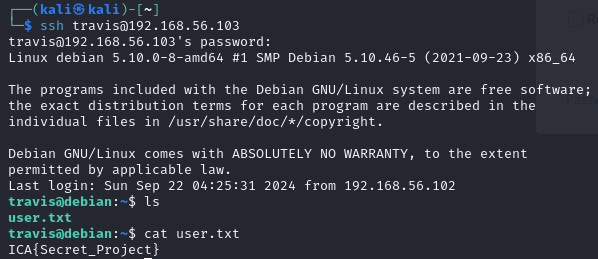 ┌──(kali㉿kali)-[~]
└─$ ssh travis@192.168.56.103
travis@192.168.56.103's password:
Linux debian 5.10.0-8-amd64 #1 SMP Debian 5.10.46-5 (2021-09-23) x86_64
The programs included with the Debian GNU/Linux system are free software;
the exact distribution terms for each program are described in the
individual files in /usr/share/doc/*/copyright.
Debian GNU/Linux comes with ABSOLUTELY NO WARRANTY, to the extent
permitted by applicable law.
Last login: Sun Sep 22 04:25:31 2024 from 192.168.56.102
travis@debian:~$ ls
user.txt
travis@debian:~$ cat user.txt
ICA{Secret_Project}